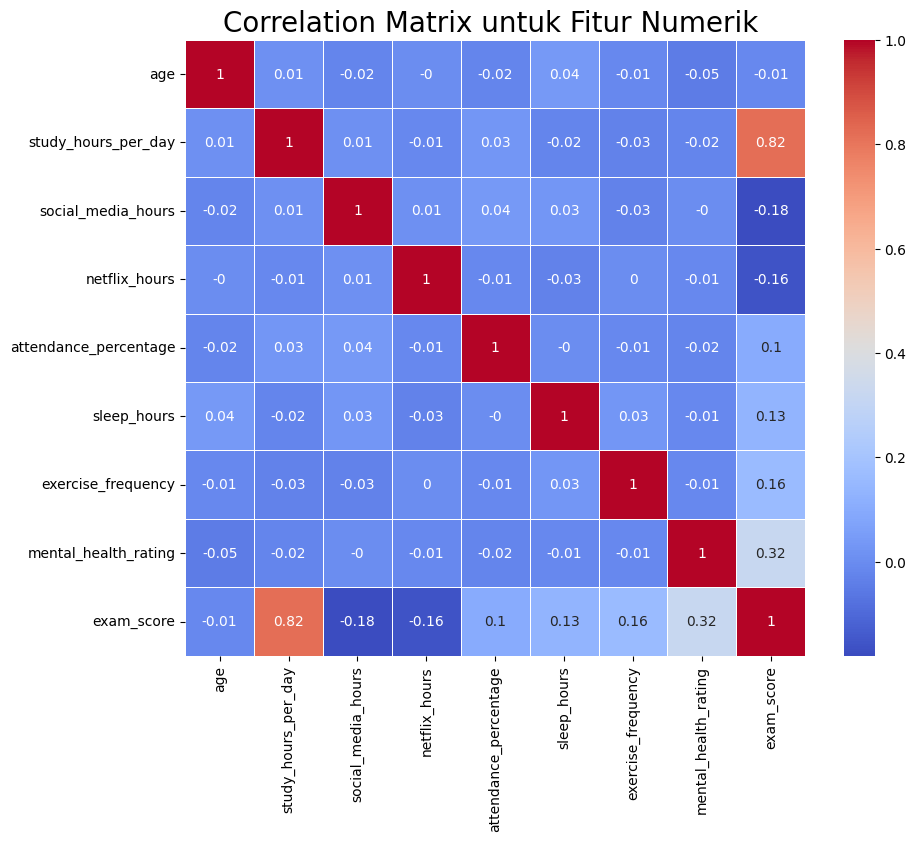 Correlation Matrix untuk Fitur Numerik
age 1 0.01 -0.02 -0 -0.02 0.04 -0.01 -0.05 -0.01
study_hours_per_day 0.01 1 0.01 -0.01 0.03 -0.02 -0.03 -0.02 0.82
social_media_hours -0.02 0.01 1 0.01 0.04 0.03 -0.03 -0 -0.18
netflix_hours -0 -0.01 0.01 1 -0.01 -0.03 0 -0.01 -0.16
attendance_percentage -0.02 0.03 0.04 -0.01 1 -0 -0.01 -0.02 0.1
sleep_hours 0.04 -0.02 0.03 -0.03 -0 1 0.03 -0.01 0.13
exercise_frequency -0.01 -0.03 -0.03 0 -0.01 0.03 1 -0.01 0.16
mental_health_rating -0.05 -0.02 -0 -0.01 -0.02 -0.01 -0.01 1 0.32
exam_score -0.01 0.82 -0.18 -0.16 0.1 0.13 0.16 0.32 1
age
study_hours_per_day
social_media_hours
netflix_hours
attendance_percentage
sleep_hours
exercise_frequency
mental_health_rating
exam_score
1.0
0.8
0.6
0.4
0.2
0.0